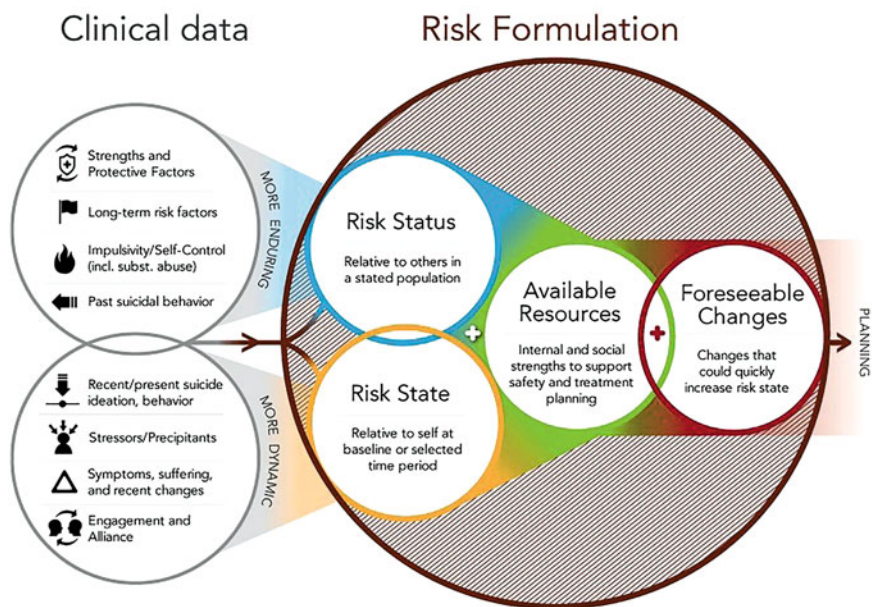 Clinical data
Risk Formulation
Strengths and
Protective Factors
Long-term risk factors
Impulsivity/Self-Control
(incl. subst. abuse)
Past suicidal behavior
MORE ENDURING
Recent/present suicide
ideation, behavior
Stressors/Precipitants
Symptoms, suffering,
and recent changes
Engagement and
Alliance
MORE DYNAMIC
Risk Status
Relative to others in
a stated population
Risk State
Relative to self at
baseline or selected
time period
Available
Resources
Internal and social
strengths to support
safety and treatment
planning
Foreseeable
Changes
Changes that
could quickly
increase risk state
PLANNING